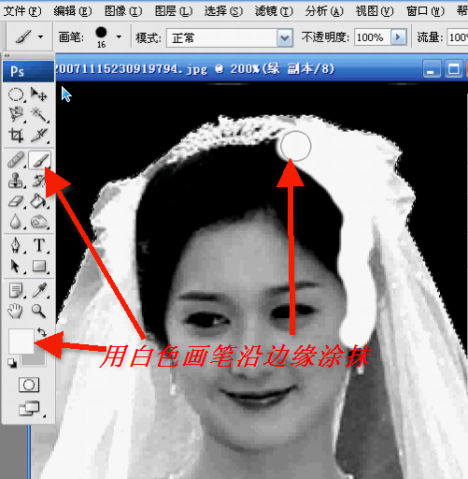 文件(F) 编辑(E) 图像(I) 图层(L) 选择(S) 滤镜(T) 分析(A) 视图(V) 窗口(W) 帮
画笔: 16 模式: 正常 不透明度: 100% 流量: 100%
20071115230919794.jpg @ 200%(绿 副本/8)
Ps
T
用白色画笔沿边缘涂抹